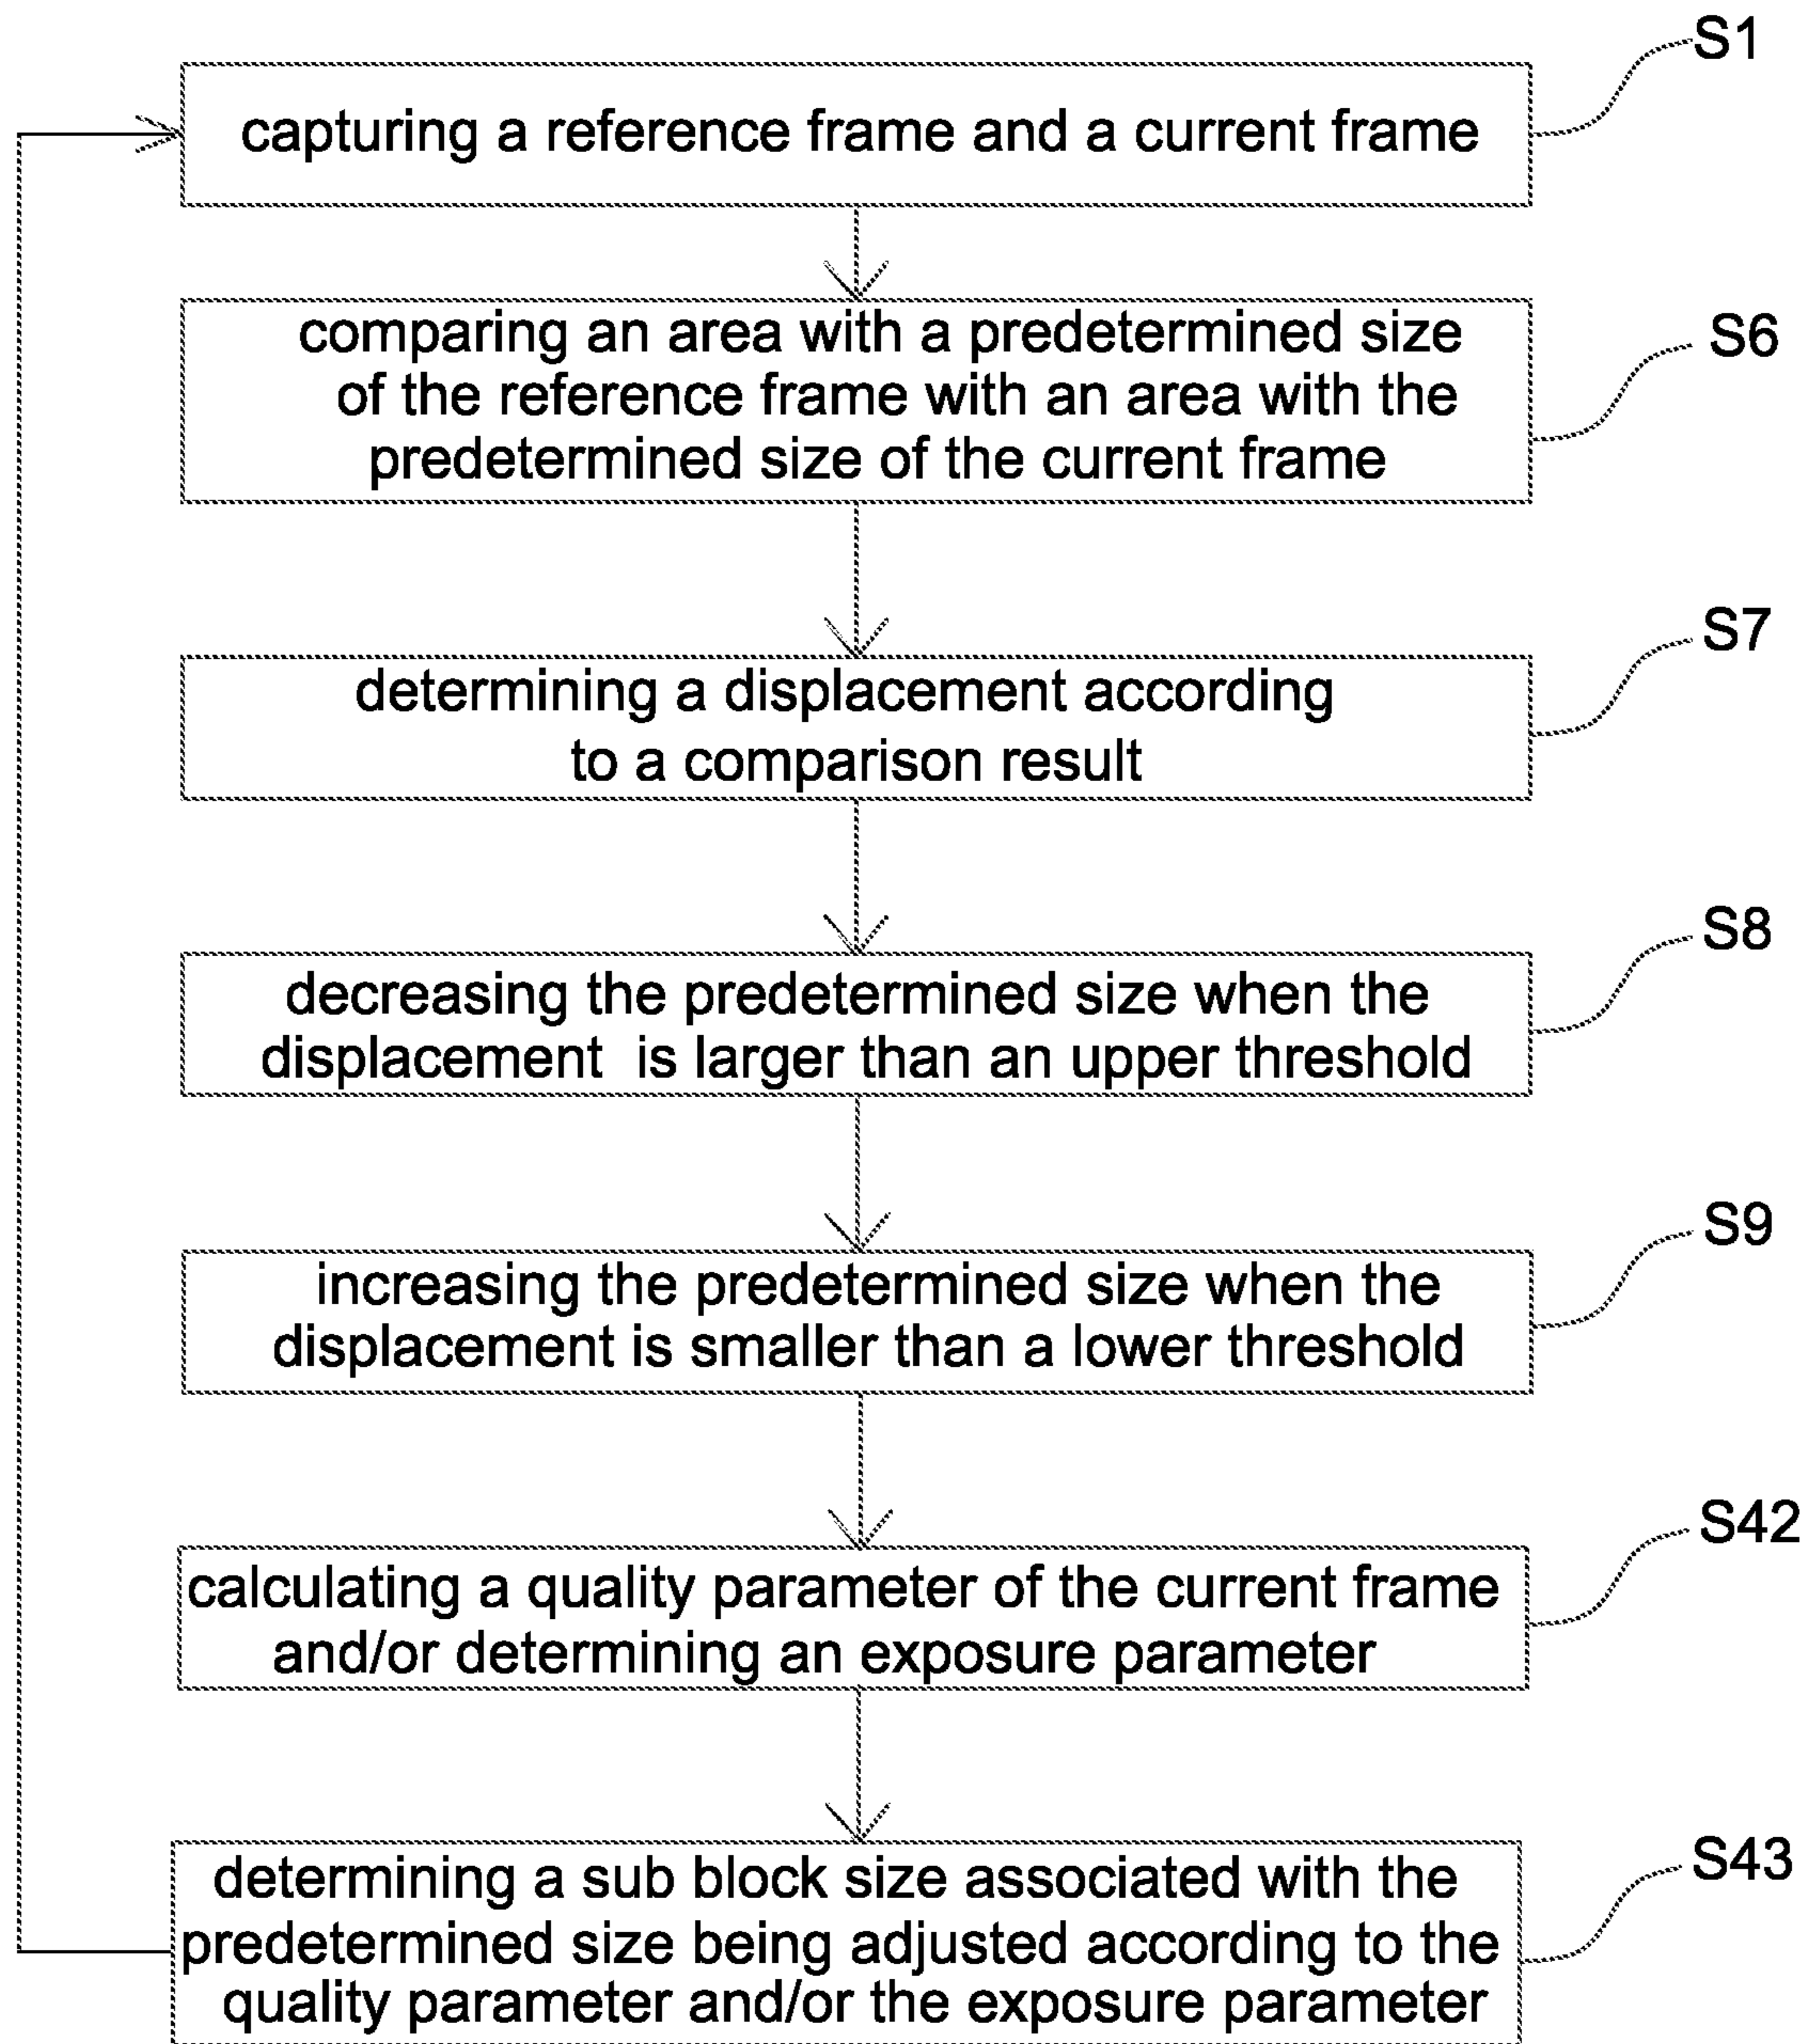 S1
capturing a reference frame and a current frame
S6
comparing an area with a predetermined size
of the reference frame with an area with the
predetermined size of the current frame
S7
determining a displacement according
to a comparison result
S8
decreasing the predetermined size when the
displacement is larger than an upper threshold
S9
increasing the predetermined size when the
displacement is smaller than a lower threshold
S42
calculating a quality parameter of the current frame
and/or determining an exposure parameter
S43
determining a sub block size associated with the
predetermined size being adjusted according to the
quality parameter and/or the exposure parameter